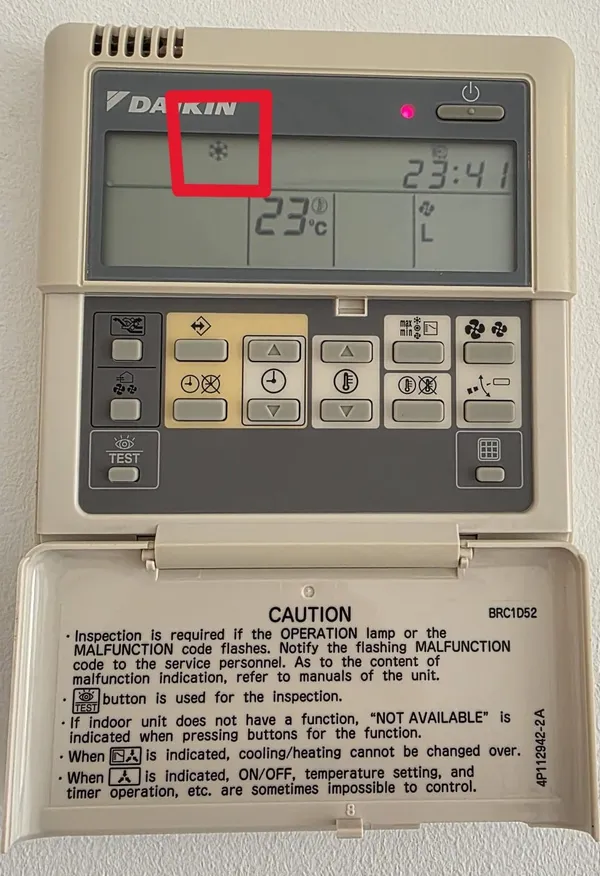 DAIKIN
23:41
23°C
L
max
min
TEST
CAUTION
BRC1D52
· Inspection is required if the OPERATION lamp or the
MALFUNCTION code flashes. Notify the flashing MALFUNCTION
code to the service personnel. As to the content of
malfunction indication, refer to manuals of the unit.
· TEST button is used for the inspection.
· If indoor unit does not have a function, “NOT AVAILABLE” is
indicated when pressing buttons for the function.
· When is indicated, cooling/heating cannot be changed over.
· When is indicated, ON/OFF, temperature setting, and
timer operation, etc. are sometimes impossible to control.
4P112942-2A
8